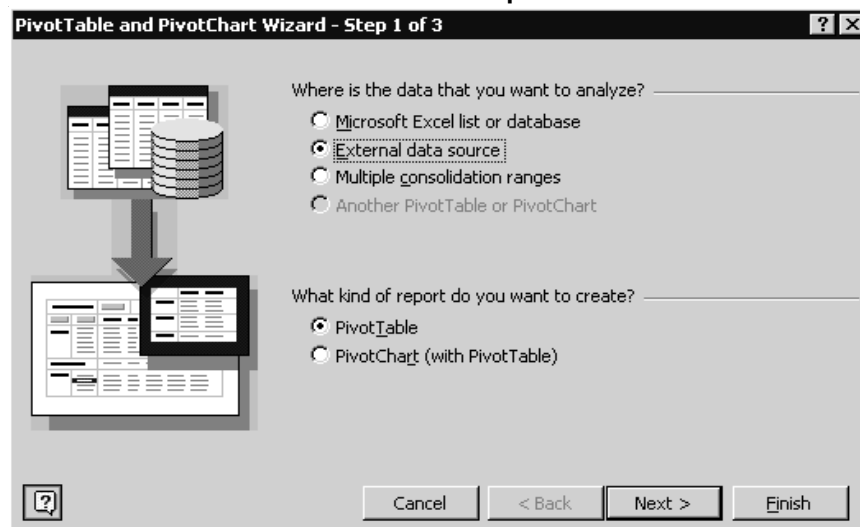 PivotTable and PivotChart Wizard - Step 1 of 3
Where is the data that you want to analyze?
Microsoft Excel list or database
External data source
Multiple consolidation ranges
Another PivotTable or PivotChart
What kind of report do you want to create?
PivotTable
PivotChart (with PivotTable)
Cancel
< Back
Next >
Finish